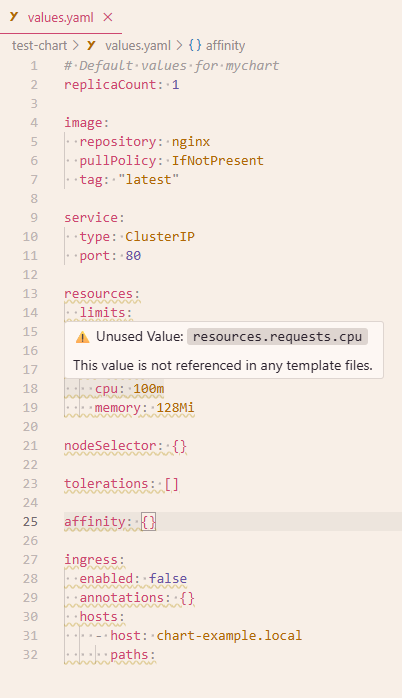 values.yaml ×
test-chart > values.yaml > {} affinity
1 # Default values for mychart
2 replicaCount: 1
3
4 image:
5 repository: nginx
6 pullPolicy: IfNotPresent
7 tag: "latest"
8
9 service:
10 type: ClusterIP
11 port: 80
12
13 resources:
14 limits:
15
⚠ Unused Value: resources.requests.cpu
16
17
This value is not referenced in any template files.
18 cpu: 100m
19 memory: 128Mi
20
21 nodeSelector: {}
22
23 tolerations: []
24
25 affinity: {}
26
27 ingress:
28 enabled: false
29 annotations: {}
30 hosts:
31 - host: chart-example.local
32 paths: